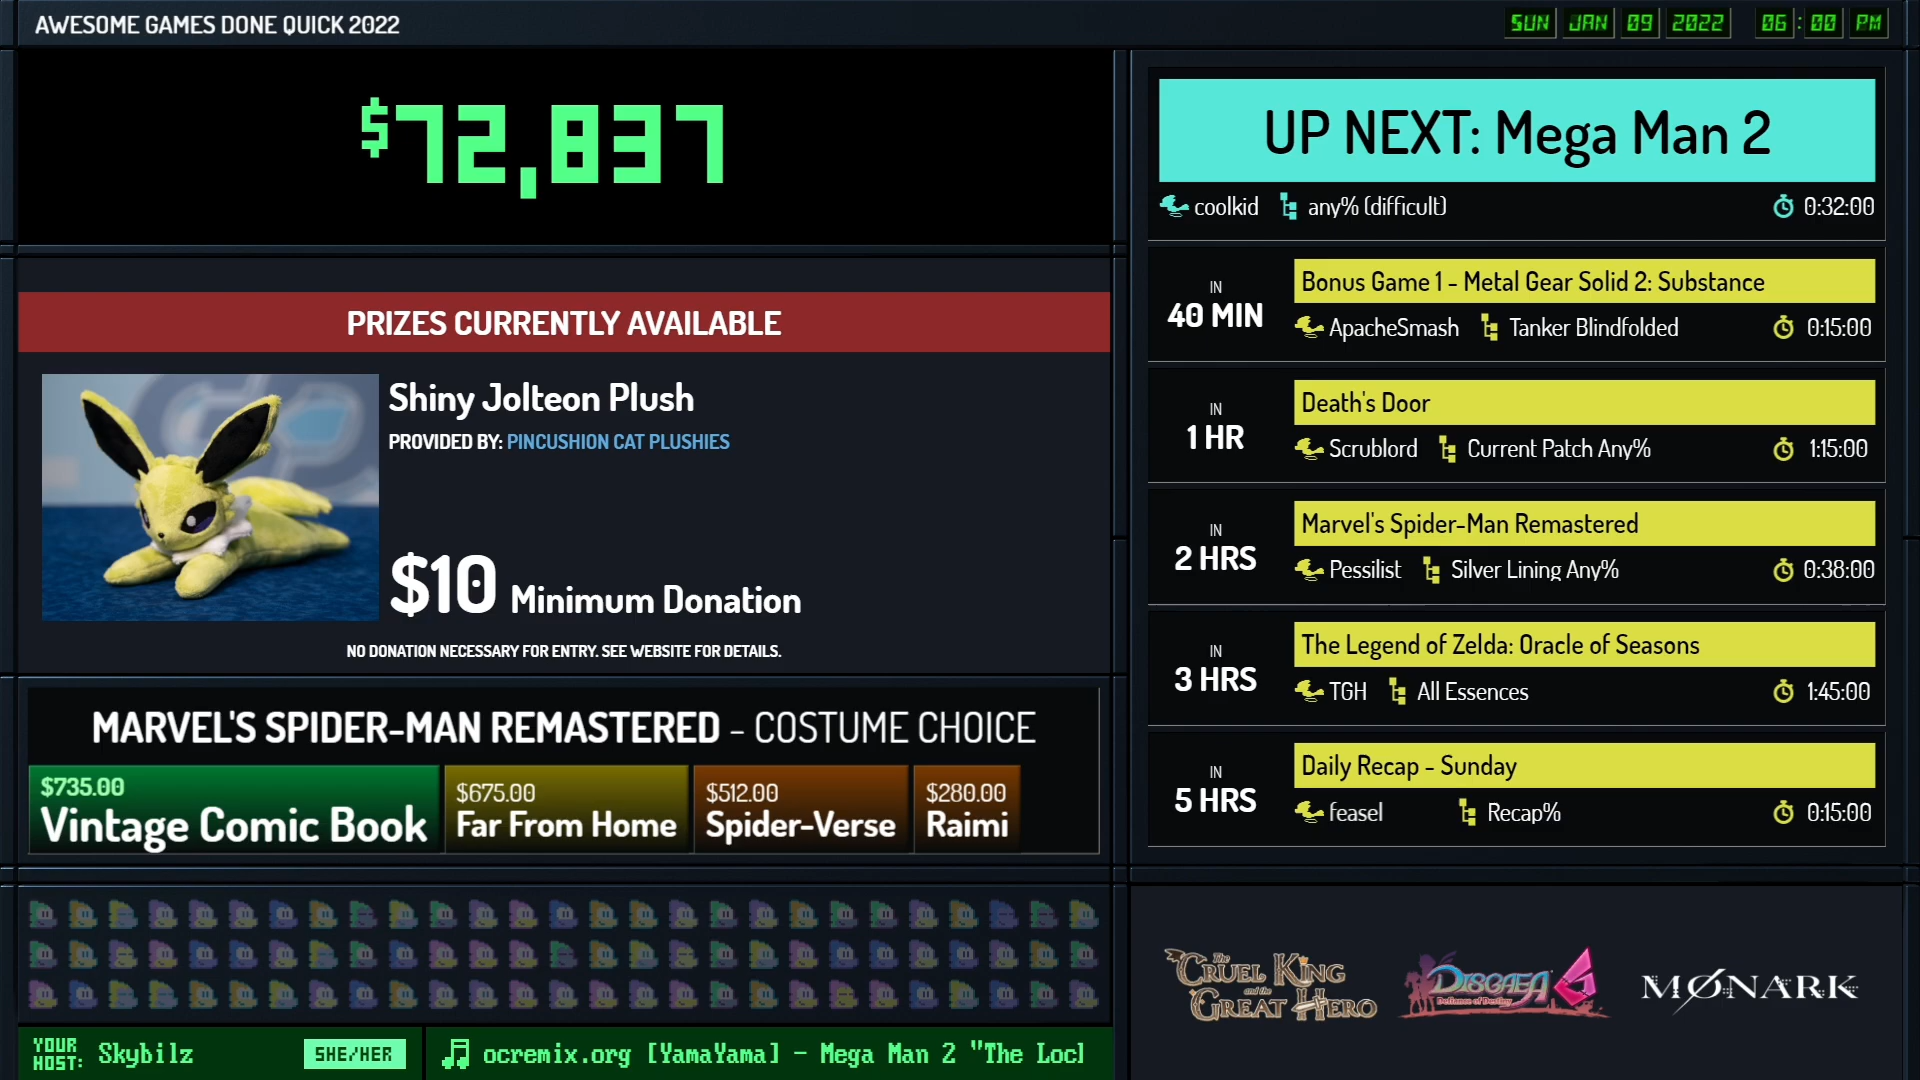 AWESOME GAMES DONE QUICK 2022
SUN JAN 09 2022 06:00 PM
$72,837
PRIZES CURRENTLY AVAILABLE
Shiny Jolteon Plush
PROVIDED BY: PINCUSHION CAT PLUSHIES
$10 Minimum Donation
NO DONATION NECESSARY FOR ENTRY. SEE WEBSITE FOR DETAILS.
MARVEL'S SPIDER-MAN REMASTERED - COSTUME CHOICE
$735.00
Vintage Comic Book
$675.00
Far From Home
$512.00
Spider-Verse
$280.00
Raimi
YOUR HOST: Skybilz SHE/HER
ocremix.org [YamaYama] - Mega Man 2 "The Loc
UP NEXT: Mega Man 2
coolkid any% (difficult) 0:32:00
IN
40 MIN
Bonus Game 1 - Metal Gear Solid 2: Substance
ApacheSmash Tanker Blindfolded 0:15:00
IN
1 HR
Death's Door
Scrublord Current Patch Any% 1:15:00
IN
2 HRS
Marvel's Spider-Man Remastered
Pessilist Silver Lining Any% 0:38:00
IN
3 HRS
The Legend of Zelda: Oracle of Seasons
TGH All Essences 1:45:00
IN
5 HRS
Daily Recap - Sunday
feasel Recap% 0:15:00
The
CRUEL KING
and the
GREAT HERO
DISGAEA 6
Defiance of Destiny
MØNARK